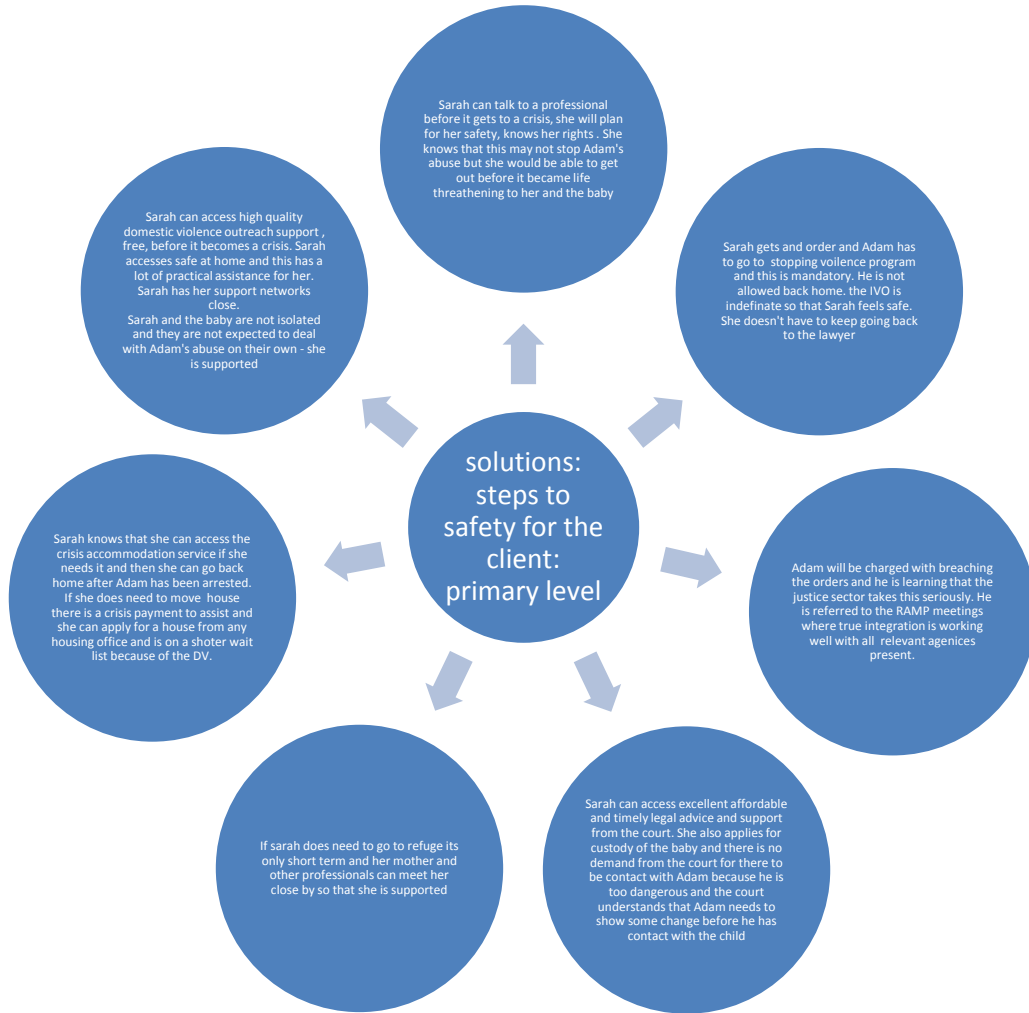 Sarah can talk to a professional
before it gets to a crisis, she will plan
for her safety, knows her rights . She
knows that this may not stop Adam's
abuse but she would be able to get
out before it became life
threathening to her and the baby
Sarah gets and order and Adam has
to go to stopping voilence program
and this is mandatory. He is not
allowed back home. the IVO is
indefinate so that Sarah feels safe.
She doesn't have to keep going back
to the lawyer
Adam will be charged with breaching
the orders and he is learning that the
justice sector takes this seriously. He
is referred to the RAMP meetings
where true integration is working
well with all relevant agenices
present.
Sarah can access excellent affordable
and timely legal advice and support
from the court. She also applies for
custody of the baby and there is no
demand from the court for there to
be contact with Adam because he is
too dangerous and the court
understands that Adam needs to
show some change before he has
contact with the child
If sarah does need to go to refuge its
only short term and her mother and
other professionals can meet her
close by so that she is supported
Sarah knows that she can access the
crisis accommodation service if she
needs it and then she can go back
home after Adam has been arrested.
If she does need to move house
there is a crisis payment to assist and
she can apply for a house from any
housing office and is on a shoter wait
list because of the DV.
Sarah can access high quality
domestic violence outreach support ,
free, before it becomes a crisis. Sarah
accesses safe at home and this has a
lot of practical assistance for her.
Sarah has her support networks
close.
Sarah and the baby are not isolated
and they are not expected to deal
with Adam's abuse on their own - she
is supported
solutions:
steps to
safety for the
client:
primary level